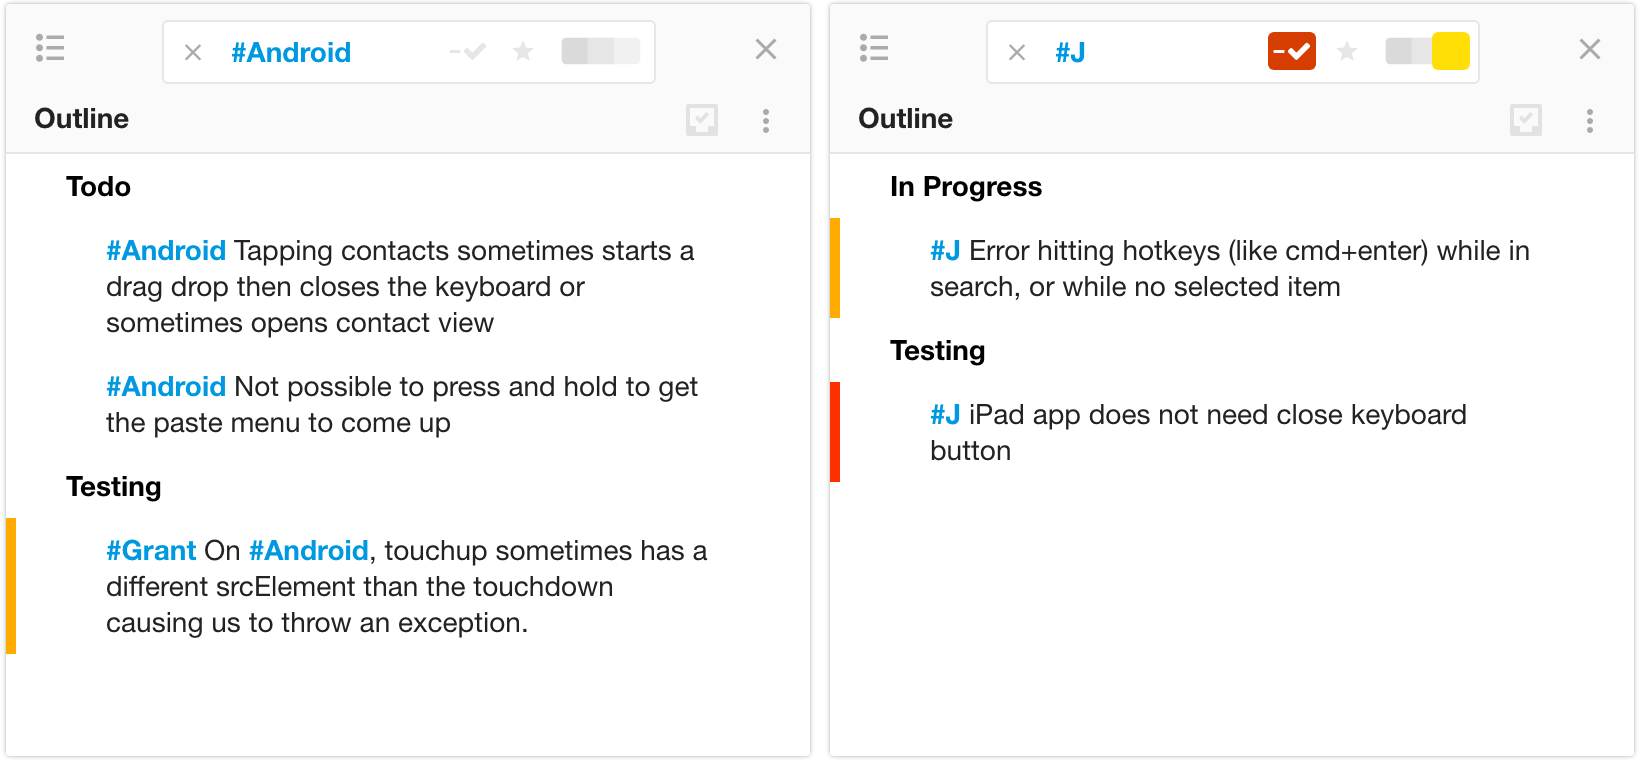 #Android
Outline
Todo
#Android Tapping contacts sometimes starts a
drag drop then closes the keyboard or
sometimes opens contact view
#Android Not possible to press and hold to get
the paste menu to come up
Testing
#Grant On #Android, touchup sometimes has a
different srcElement than the touchdown
causing us to throw an exception.
#J
Outline
In Progress
#J Error hitting hotkeys (like cmd+enter) while in
search, or while no selected item
Testing
#J iPad app does not need close keyboard
button